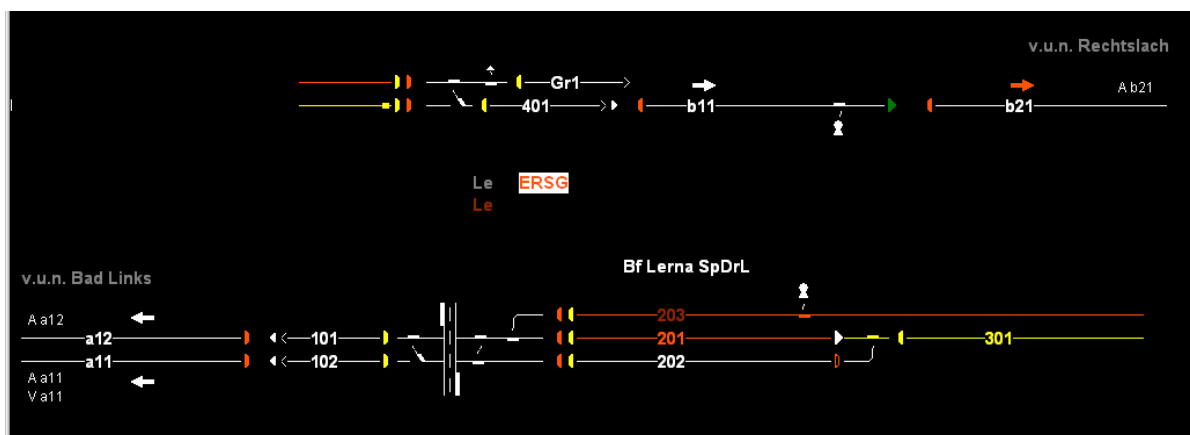 v.u.n. Rechtslach
Gr1
A b21
401 b11 b21
Le ERSG
Le
Bf Lerna SpDrL
v.u.n. Bad Links
A a12 203
a12 101 201 301
a11 102 202
A a11
V a11